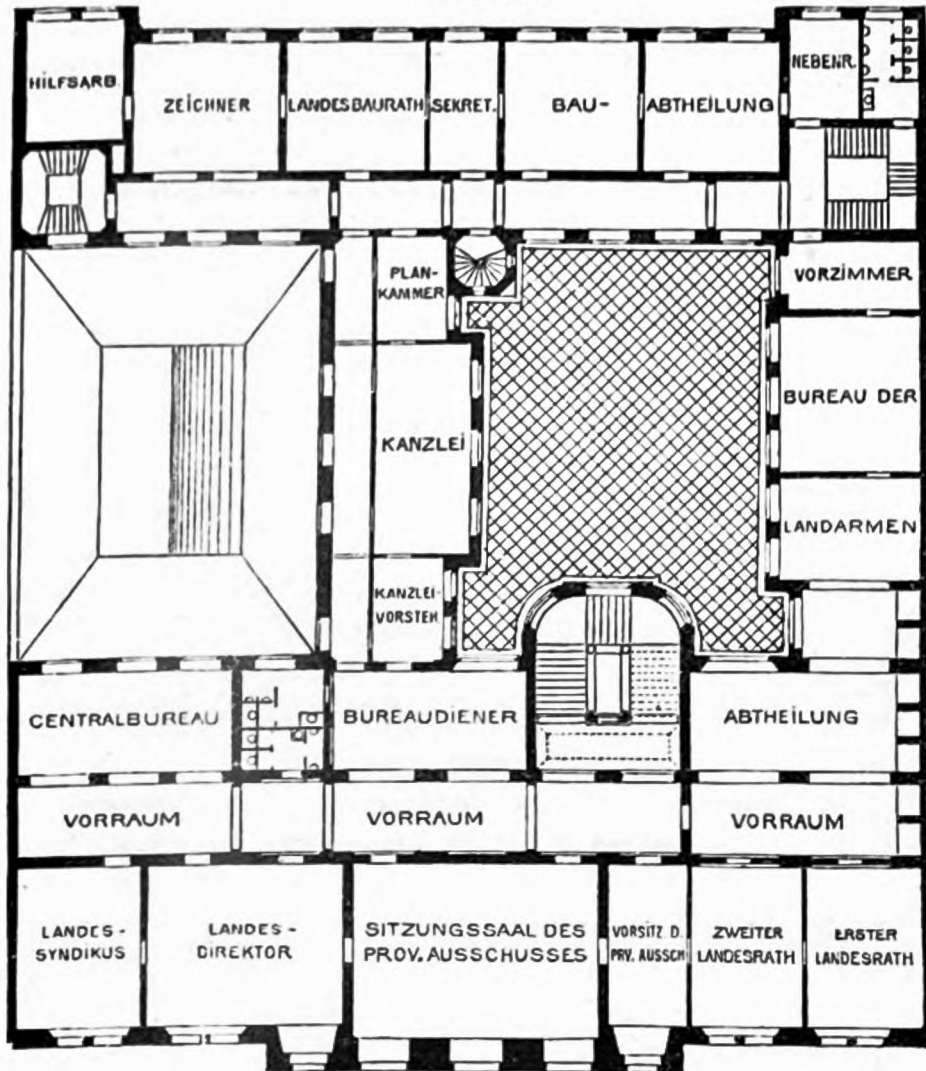 HILFSARB.
ZEICHNER
LANDESBAURATH
SEKRET.
BAU-
ABTHEILUNG
NEBENR.
PLAN-
KAMMER
VORZIMMER
KANZLEI
BUREAU DER
LANDARMEN
KANZLEI-
VORSTEH
CENTRALBUREAU
BUREAUDIENER
ABTHEILUNG
VORRAUM
VORRAUM
VORRAUM
LANDES-
SYNDIKUS
LANDES-
DIREKTOR
SITZUNGSSAAL DES
PROV. AUSSCHUSSES
VORSITZ. D.
PRV. AUSSCH
ZWEITER
LANDESRATH
ERSTER
LANDESRATH